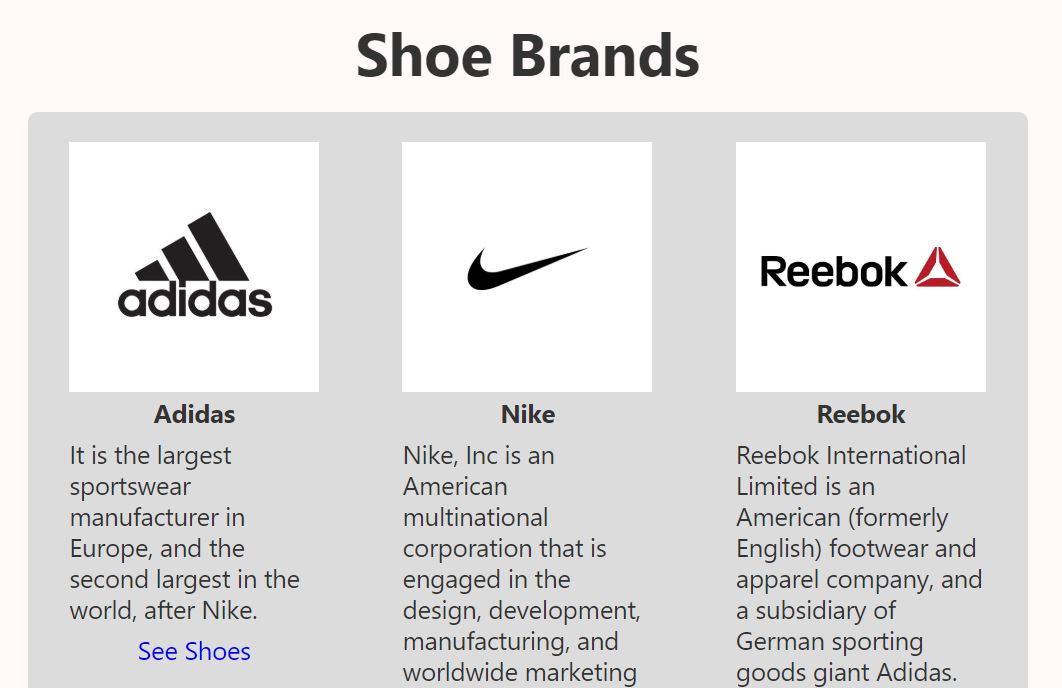 Shoe Brands
adidas
Reebok
Adidas
It is the largest
sportswear
manufacturer in
Europe, and the
second largest in the
world, after Nike.
See Shoes
Nike
Nike, Inc is an
American
multinational
corporation that is
engaged in the
design, development,
manufacturing, and
worldwide marketing
Reebok
Reebok International
Limited is an
American (formerly
English) footwear and
apparel company, and
a subsidiary of
German sporting
goods giant Adidas.